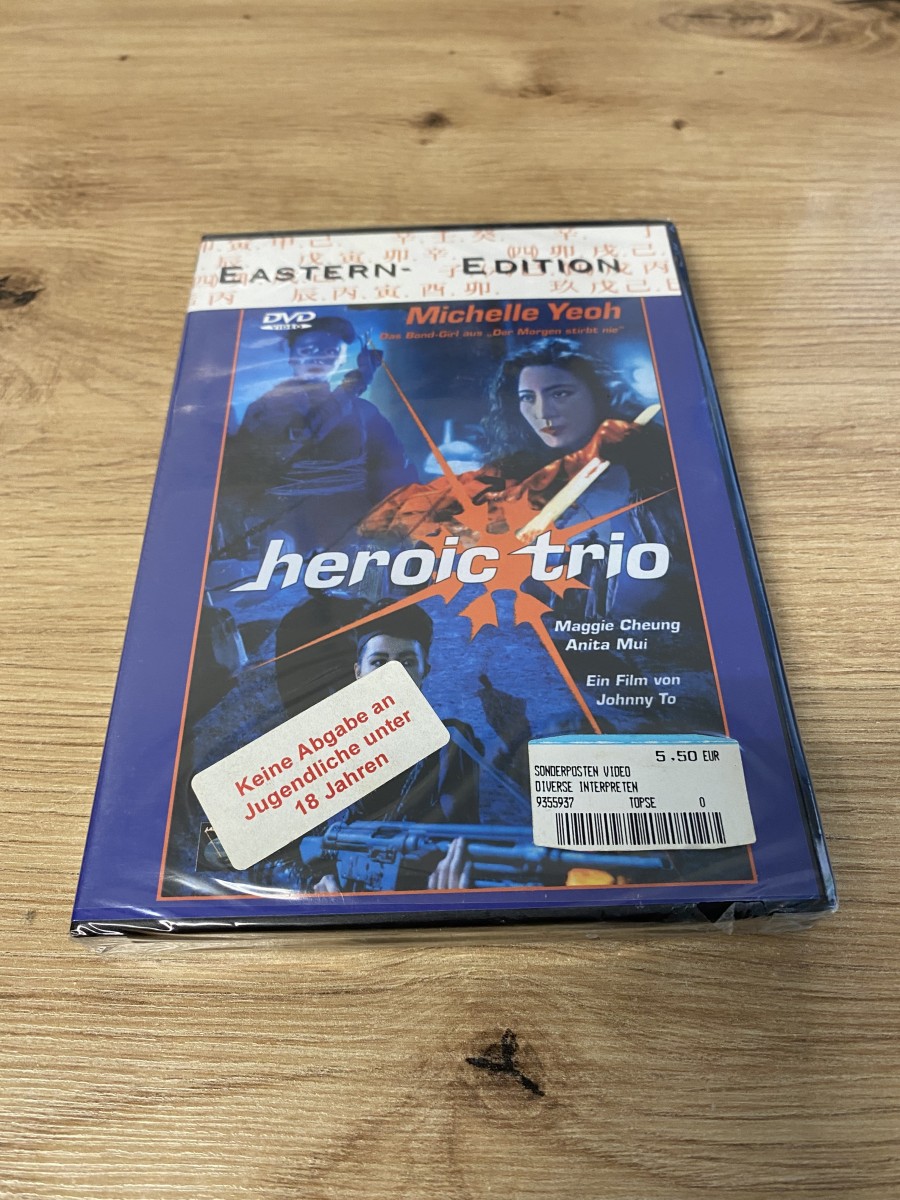 EASTERN- EDITION
DVD
VIDEO
Michelle Yeoh
Das Bond-Girl aus „Der Morgen stirbt nie"
heroic trio
Maggie Cheung
Anita Mui
Ein Film von
Johnny To
Keine Abgabe an
Jugendliche unter
18 Jahren
5.50 EUR
SONDERPOSTEN VIDEO
DIVERSE INTERPRETEN
9355937 TOPSE 0